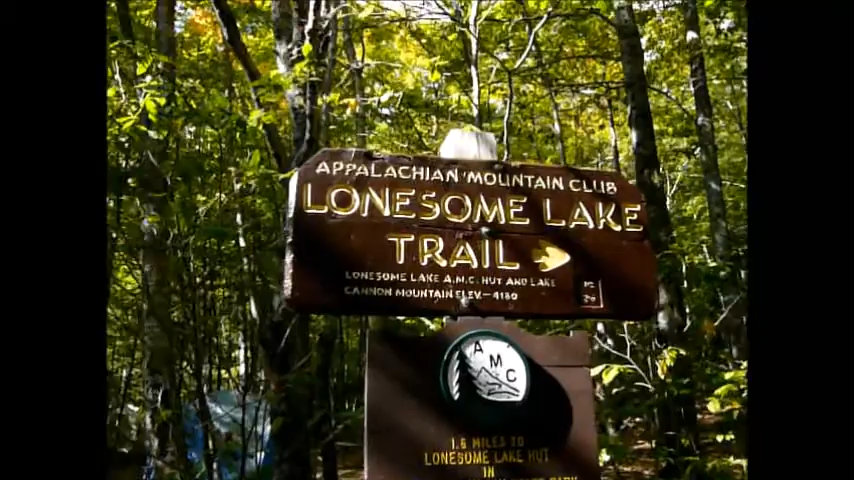 APPALACHIAN MOUNTAIN CLUB
LONESOME LAKE
TRAIL
LONESOME LAKE A.M.C. HUT AND LAKE
CANNON MOUNTAIN ELEV.-4180
AMC
1.6 MILES TO
LONESOME LAKE HUT
IN